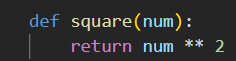 def square(num):
    return num ** 2